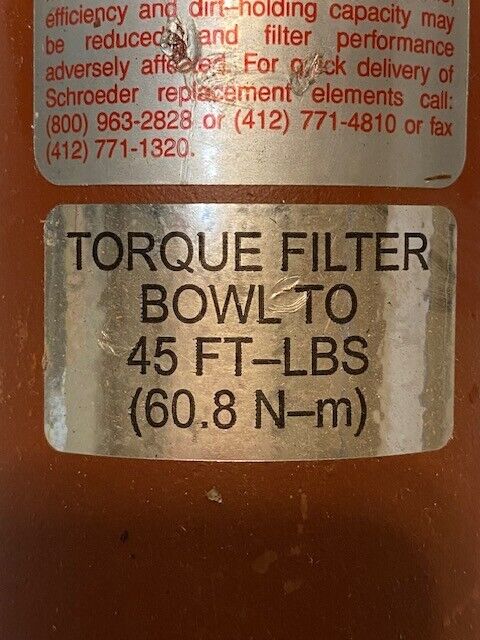 efficiency and dirt-holding capacity may
be reduced and filter performance
adversely affected. For quick delivery of
Schroeder replacement elements call:
(800) 963-2828 or (412) 771-4810 or fax
(412) 771-1320.
TORQUE FILTER
BOWL TO
45 FT-LBS
(60.8 N-m)